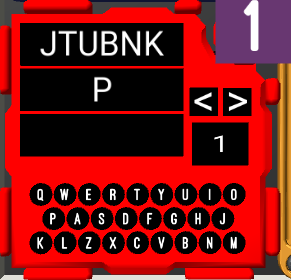 1
JTUBNK
P
< >
1
Q W E R T Y U I O
P A S D F G H J
K L Z X C V B N M